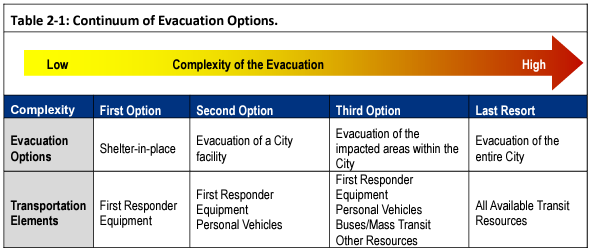 Table 2-1: Continuum of Evacuation Options.
Low Complexity of the Evacuation High
Complexity First Option Second Option Third Option Last Resort
Evacuation
Options
Shelter-in-place
Evacuation of a City
facility
Evacuation of the
impacted areas within the
City
Evacuation of the
entire City
Transportation
Elements
First Responder
Equipment
First Responder
Equipment
Personal Vehicles
First Responder
Equipment
Personal Vehicles
Buses/Mass Transit
Other Resources
All Available Transit
Resources